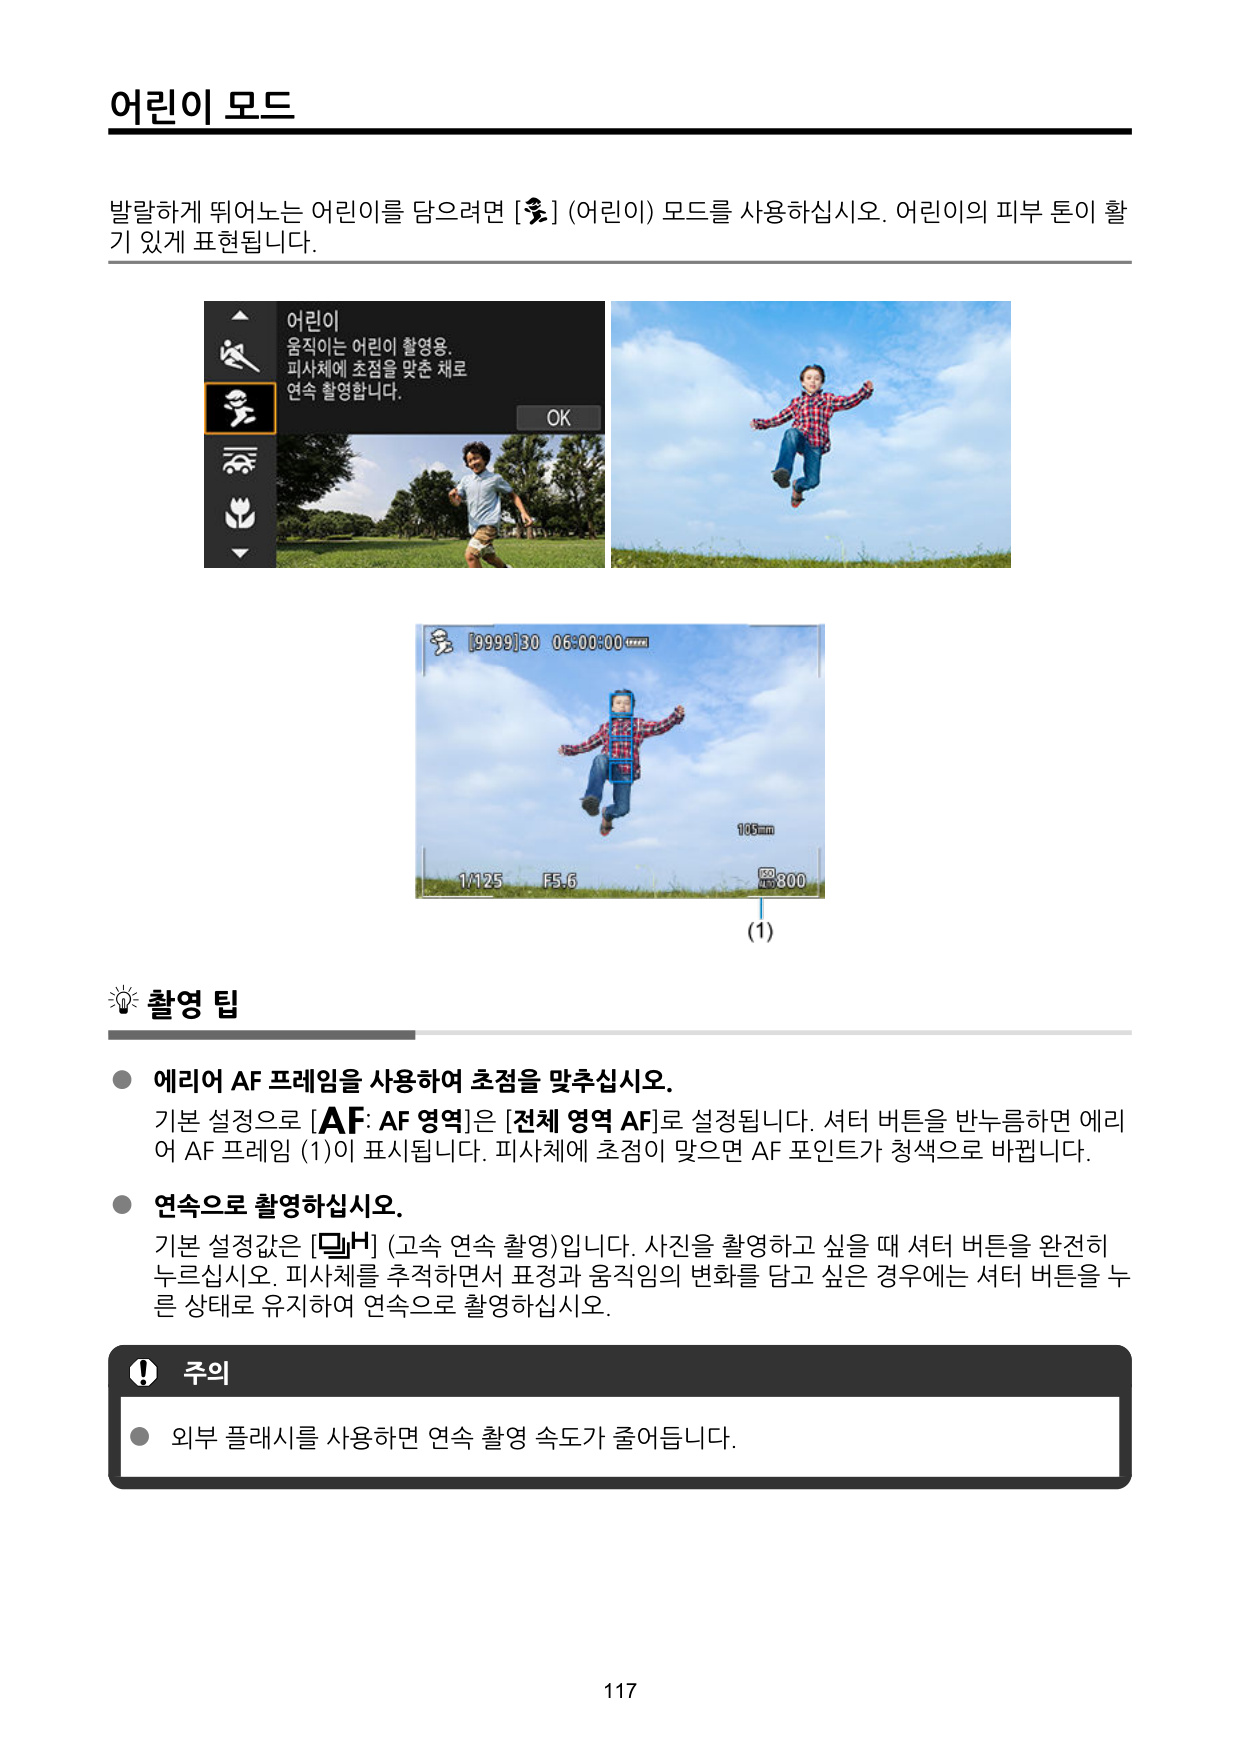 어린이 모드
발랄하게 뛰어노는 어린이를 담으려면 [] (어린이) 모드를 사용하십시오. 어린이의 피부 톤이 활
기 있게 표현됩니다.
어린이
움직이는 어린이 촬영용.
피사체에 초점을 맞춘 채로
연속 촬영합니다.
OK
[9999]30 06:00:00
105mm
1/125 F5.6 ISO AUTO 800
(1)
촬영 팁
● 에리어 AF 프레임을 사용하여 초점을 맞추십시오.
기본 설정으로 [AF: AF 영역]은 [전체 영역 AF]로 설정됩니다. 셔터 버튼을 반누름하면 에리
어 AF 프레임 (1)이 표시됩니다. 피사체에 초점이 맞으면 AF 포인트가 청색으로 바뀝니다.
● 연속으로 촬영하십시오.
기본 설정값은 [H] (고속 연속 촬영)입니다. 사진을 촬영하고 싶을 때 셔터 버튼을 완전히
누르십시오. 피사체를 추적하면서 표정과 움직임의 변화를 담고 싶은 경우에는 셔터 버튼을 누
른 상태로 유지하여 연속으로 촬영하십시오.
주의
● 외부 플래시를 사용하면 연속 촬영 속도가 줄어듭니다.
117